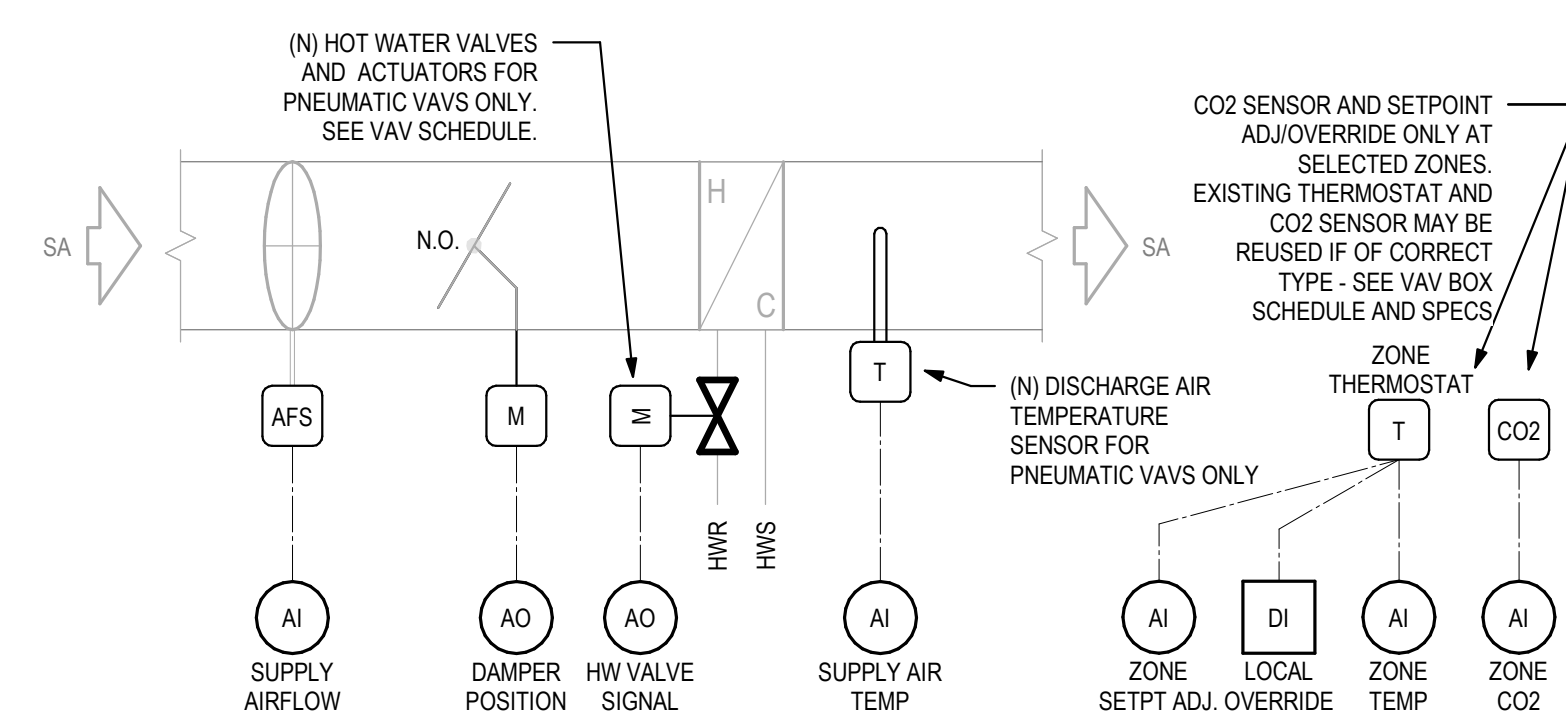 (N) HOT WATER VALVES
AND ACTUATORS FOR
PNEUMATIC VAVS ONLY.
SEE VAV SCHEDULE.
CO2 SENSOR AND SETPOINT
ADJ/OVERRIDE ONLY AT
SELECTED ZONES.
EXISTING THERMOSTAT AND
CO2 SENSOR MAY BE
REUSED IF OF CORRECT
TYPE - SEE VAV BOX
SCHEDULE AND SPECS
SA
N.O.
H
C
SA
ZONE
THERMOSTAT
(N) DISCHARGE AIR
TEMPERATURE
SENSOR FOR
PNEUMATIC VAVS ONLY
AFS
M
M
T
T
CO2
HWR
HWS
AI
AO
AO
AI
AI
DI
AI
AI
SUPPLY
AIRFLOW
DAMPER
POSITION
HW VALVE
SIGNAL
SUPPLY AIR
TEMP
ZONE
SETPT ADJ.
LOCAL
OVERRIDE
ZONE
TEMP
ZONE
CO2